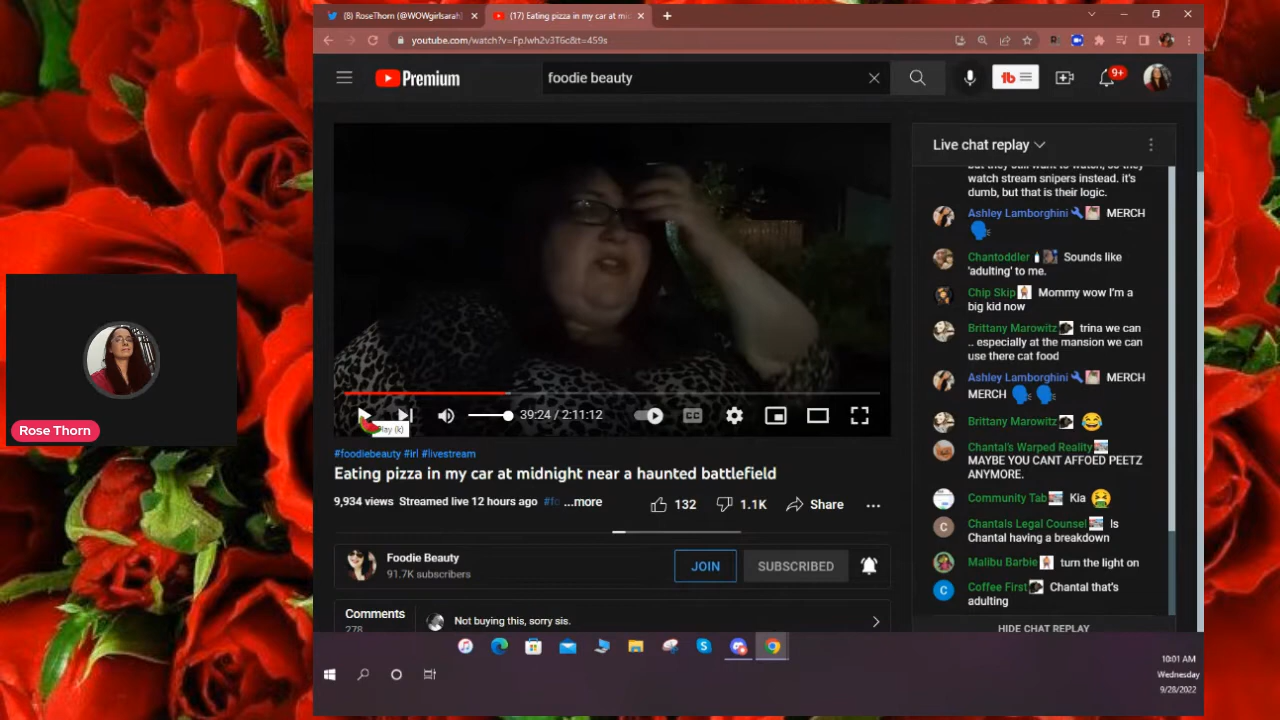 (8) RoseThorn (@WOWgirlsarah
(17) Eating pizza in my car at mi
youtube.com/watch?v=FpJwh2v3T6c&t=459s
Premium
foodie beauty
9+
Live chat replay
but they still want to watch, so they
watch stream snipers instead. it's
dumb, but that is their logic.
Ashley Lamborghini MERCH
Chantoddler Sounds like
'adulting' to me.
Chip Skip Mommy wow I'm a
big kid now
Brittany Marowitz trina we can
.. especially at the mansion we can
use there cat food
Ashley Lamborghini MERCH
MERCH
Brittany Marowitz
Chantal's Warped Reality
MAYBE YOU CANT AFFOED PEETZ
ANYMORE.
Community Tab Kia
Chantals Legal Counsel Is
Chantal having a breakdown
Malibu Barbie turn the light on
Coffee First Chantal that's
adulting
HIDE CHAT REPLAY
39:24 / 2:11:12
CC
Play (k)
#foodiebeauty #irl #livestream
Eating pizza in my car at midnight near a haunted battlefield
9,934 views Streamed live 12 hours ago #fo ...more
132
1.1K
Share
Foodie Beauty
91.7K subscribers
JOIN
SUBSCRIBED
Comments
278
Not buying this, sorry sis.
Rose Thorn
10:01 AM
Wednesday
9/28/2022